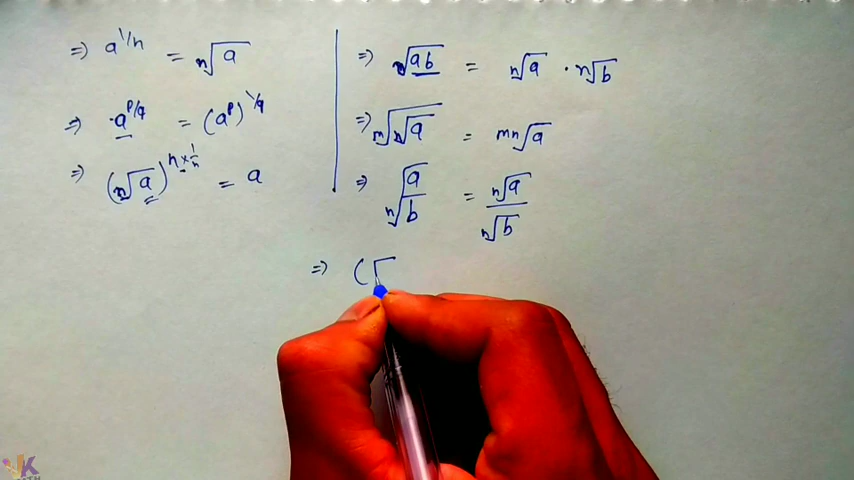 ⇒ a^1/n = ⁿ√a
⇒ a^p/q = (a^p)^1/q
⇒ (ⁿ√a)^n×1/n = a
⇒ ⁿ√ab = ⁿ√a · ⁿ√b
⇒ ᵐ√ⁿ√a = ᵐⁿ√a
⇒ ⁿ√a/b = ⁿ√a/ⁿ√b
⇒ (√